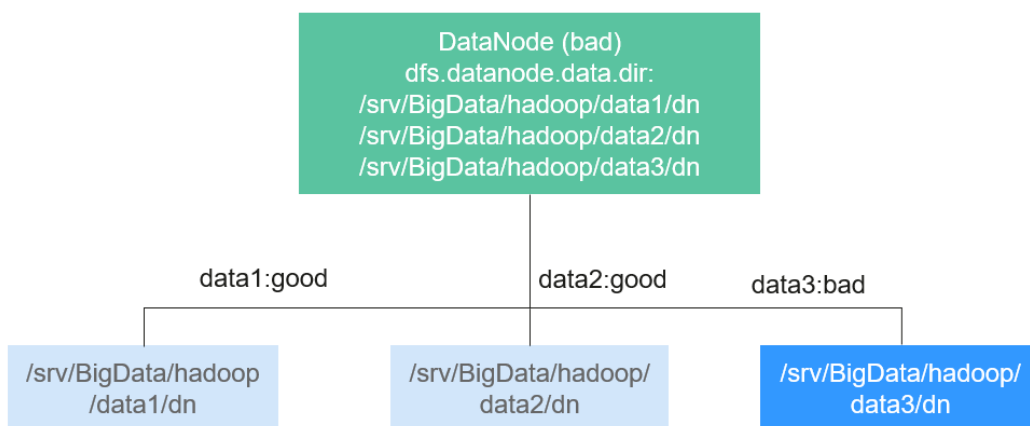 DataNode (bad)
dfs.datanode.data.dir:
/srv/BigData/hadoop/data1/dn
/srv/BigData/hadoop/data2/dn
/srv/BigData/hadoop/data3/dn
data1:good
data2:good
data3:bad
/srv/BigData/hadoop
/data1/dn
/srv/BigData/hadoop/
data2/dn
/srv/BigData/hadoop/
data3/dn